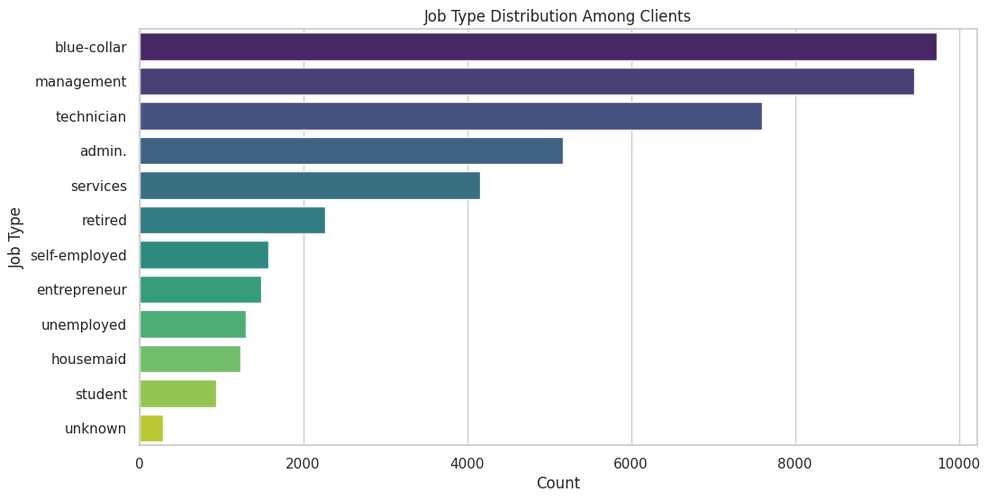 Job Type Distribution Among Clients
blue-collar
management
technician
admin.
services
retired
self-employed
entrepreneur
unemployed
housemaid
student
unknown
Job Type
0 2000 4000 6000 8000 10000
Count